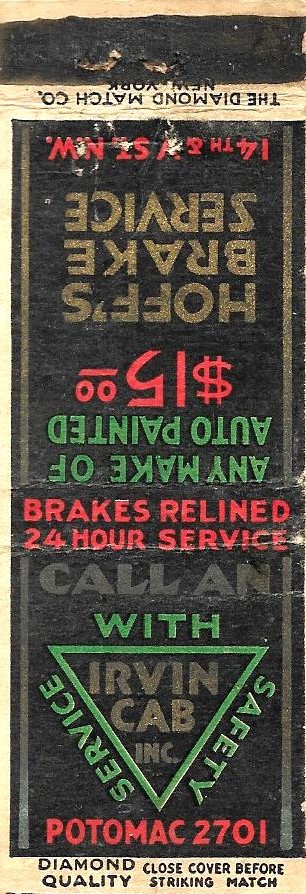 ANY MAKE OF
AUTO PAINTED
$15.00
HOFF'S
BRAKE
SERVICE
14TH & V ST. N.W.
THE DIAMOND MATCH CO.
NEW YORK
BRAKES RELINED
24 HOUR SERVICE
CALL AN
IRVIN
CAB
INC.
SERVICE
WITH
SAFETY
POTOMAC 2701
DIAMOND QUALITY
CLOSE COVER BEFORE STRIKING MATCH